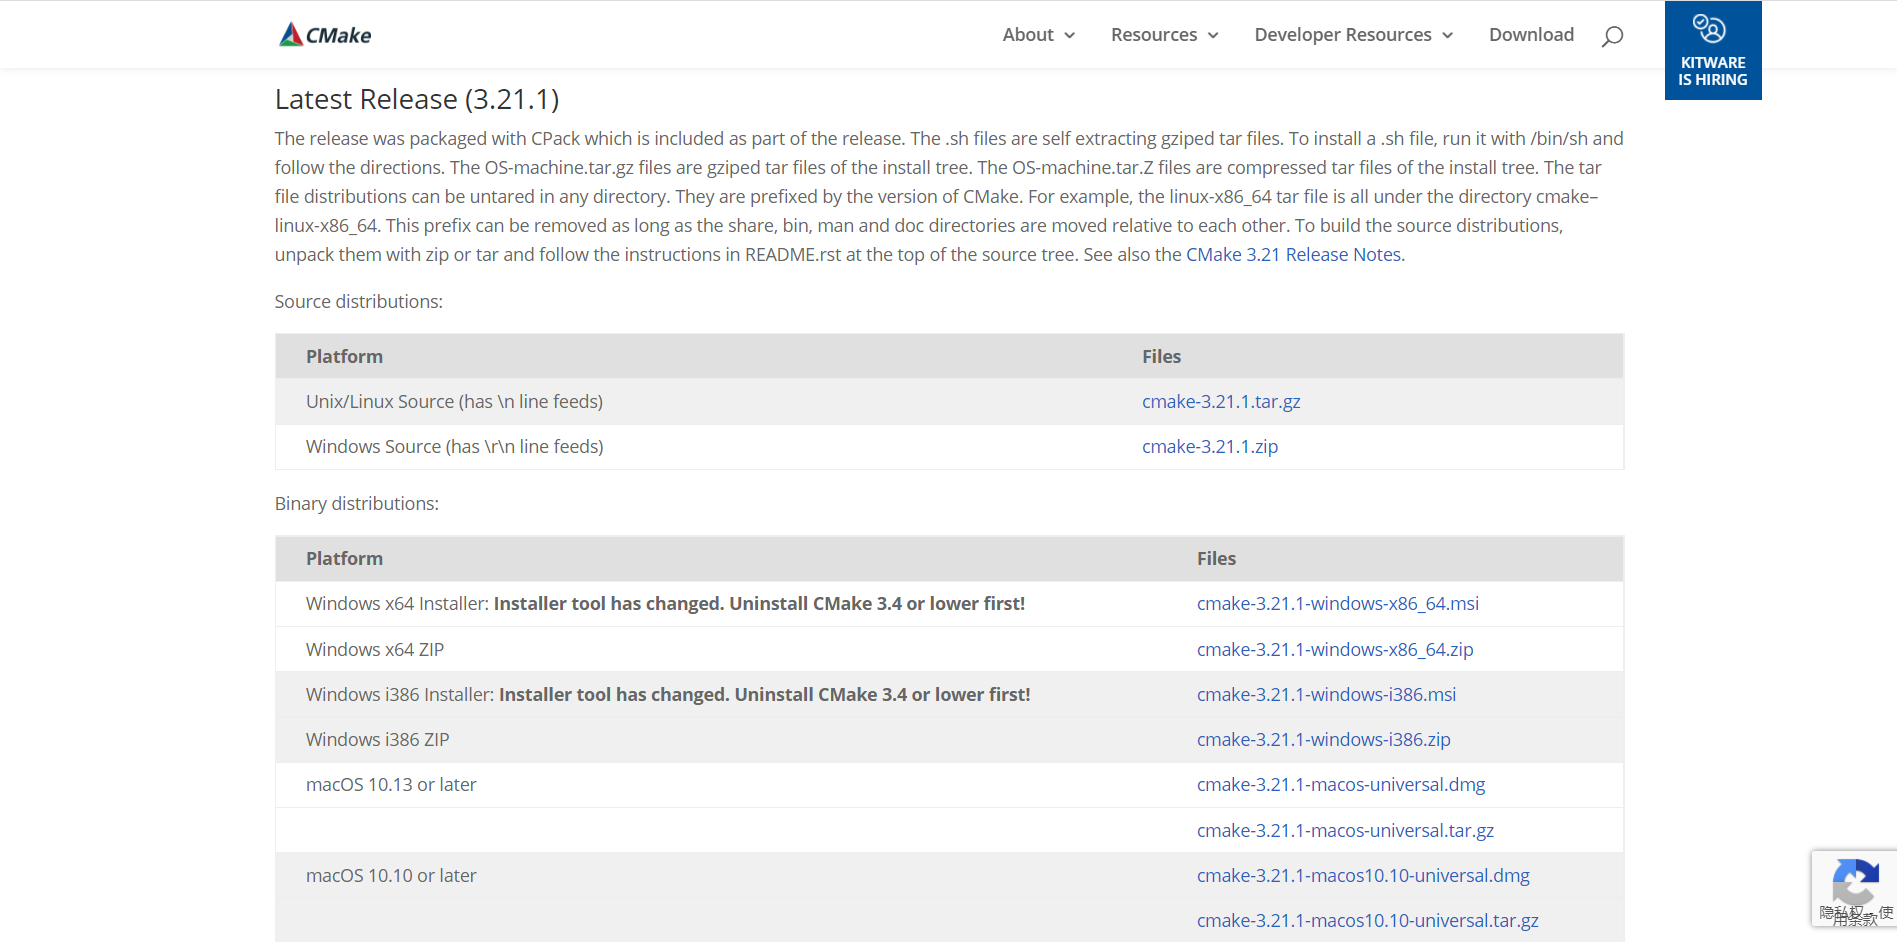 CMake
About
Resources
Developer Resources
Download
KITWARE
IS HIRING
Latest Release (3.21.1)
The release was packaged with CPack which is included as part of the release. The .sh files are self extracting gziped tar files. To install a .sh file, run it with /bin/sh and
follow the directions. The OS-machine.tar.gz files are gziped tar files of the install tree. The OS-machine.tar.Z files are compressed tar files of the install tree. The tar
file distributions can be untared in any directory. They are prefixed by the version of CMake. For example, the linux-x86_64 tar file is all under the directory cmake–
linux-x86_64. This prefix can be removed as long as the share, bin, man and doc directories are moved relative to each other. To build the source distributions,
unpack them with zip or tar and follow the instructions in README.rst at the top of the source tree. See also the CMake 3.21 Release Notes.
Source distributions:
Platform Files
Unix/Linux Source (has \n line feeds) cmake-3.21.1.tar.gz
Windows Source (has \r\n line feeds) cmake-3.21.1.zip
Binary distributions:
Platform Files
Windows x64 Installer: Installer tool has changed. Uninstall CMake 3.4 or lower first! cmake-3.21.1-windows-x86_64.msi
Windows x64 ZIP cmake-3.21.1-windows-x86_64.zip
Windows i386 Installer: Installer tool has changed. Uninstall CMake 3.4 or lower first! cmake-3.21.1-windows-i386.msi
Windows i386 ZIP cmake-3.21.1-windows-i386.zip
macOS 10.13 or later cmake-3.21.1-macos-universal.dmg
cmake-3.21.1-macos-universal.tar.gz
macOS 10.10 or later cmake-3.21.1-macos10.10-universal.dmg
cmake-3.21.1-macos10.10-universal.tar.gz
隐私权 - 使
用条款